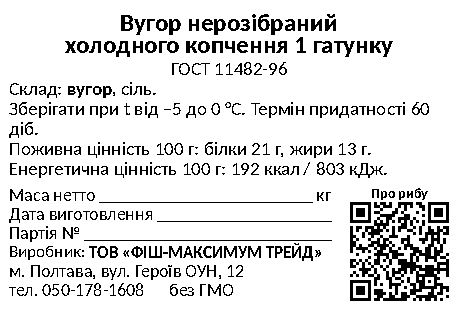 Вугор нерозібраний
холодного копчення 1 гатунку
ГОСТ 11482-96
Склад: вугор, сіль.
Зберігати при t від –5 до 0 °C. Термін придатності 60
діб.
Поживна цінність 100 г: білки 21 г, жири 13 г.
Енергетична цінність 100 г: 192 ккал / 803 кДж.
Маса нетто ______________________ кг
Дата виготовлення __________________
Партія № __________________________
Виробник: ТОВ «ФІШ-МАКСИМУМ ТРЕЙД»
м. Полтава, вул. Героїв ОУН, 12
тел. 050-178-1608 без ГМО
Про рибу